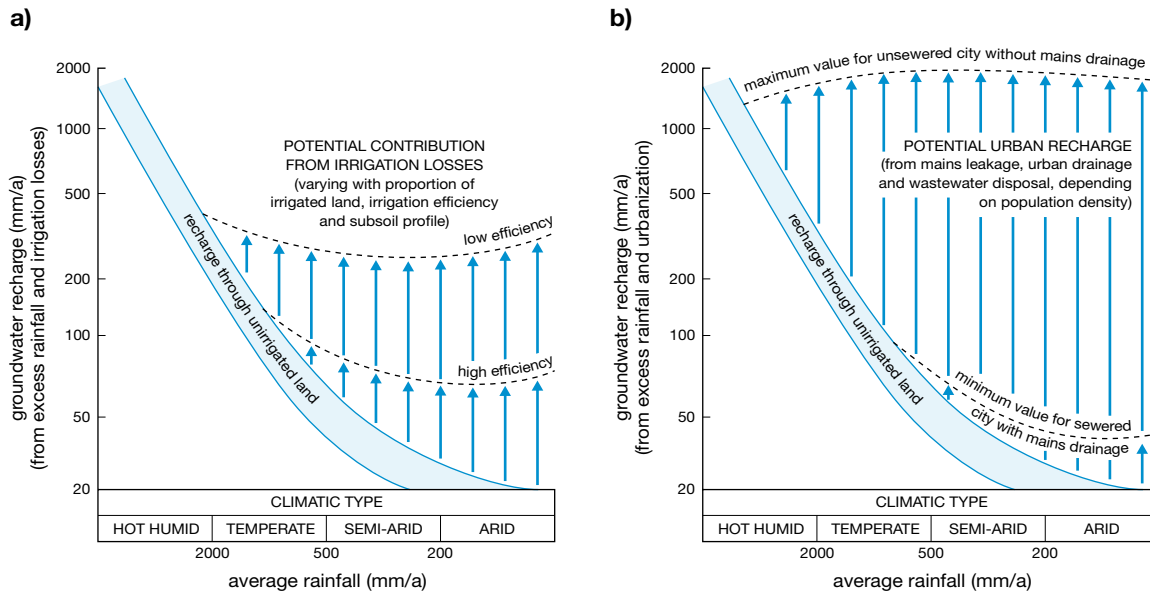 a)
groundwater recharge (mm/a)
(from excess rainfall and irrigation losses)
2000
1000
500
200
100
50
20
POTENTIAL CONTRIBUTION
FROM IRRIGATION LOSSES
(varying with proportion of
irrigated land, irrigation efficiency
and subsoil profile)
low efficiency
recharge through unirrigated land
high efficiency
CLIMATIC TYPE
HOT HUMID TEMPERATE SEMI-ARID ARID
2000 500 200
average rainfall (mm/a)
b)
groundwater recharge (mm/a)
(from excess rainfall and urbanization)
2000
1000
500
200
100
50
20
maximum value for unsewered city without mains drainage
POTENTIAL URBAN RECHARGE
(from mains leakage, urban drainage
and wastewater disposal, depending
on population density)
recharge through unirrigated land
minimum value for sewered
city with mains drainage
CLIMATIC TYPE
HOT HUMID TEMPERATE SEMI-ARID ARID
2000 500 200
average rainfall (mm/a)